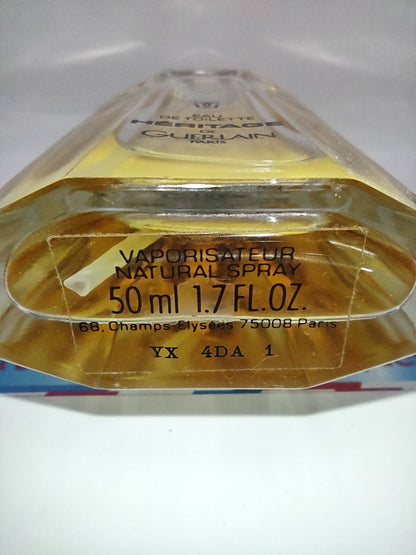 EAU
DE TOILETTE
HÉRITAGE
DE
GUERLAIN
PARIS
VAPORISATEUR
NATURAL SPRAY
50 ml 1.7 FL.OZ.
68, Champs-Elysées 75008 Paris
YX 4DA 1